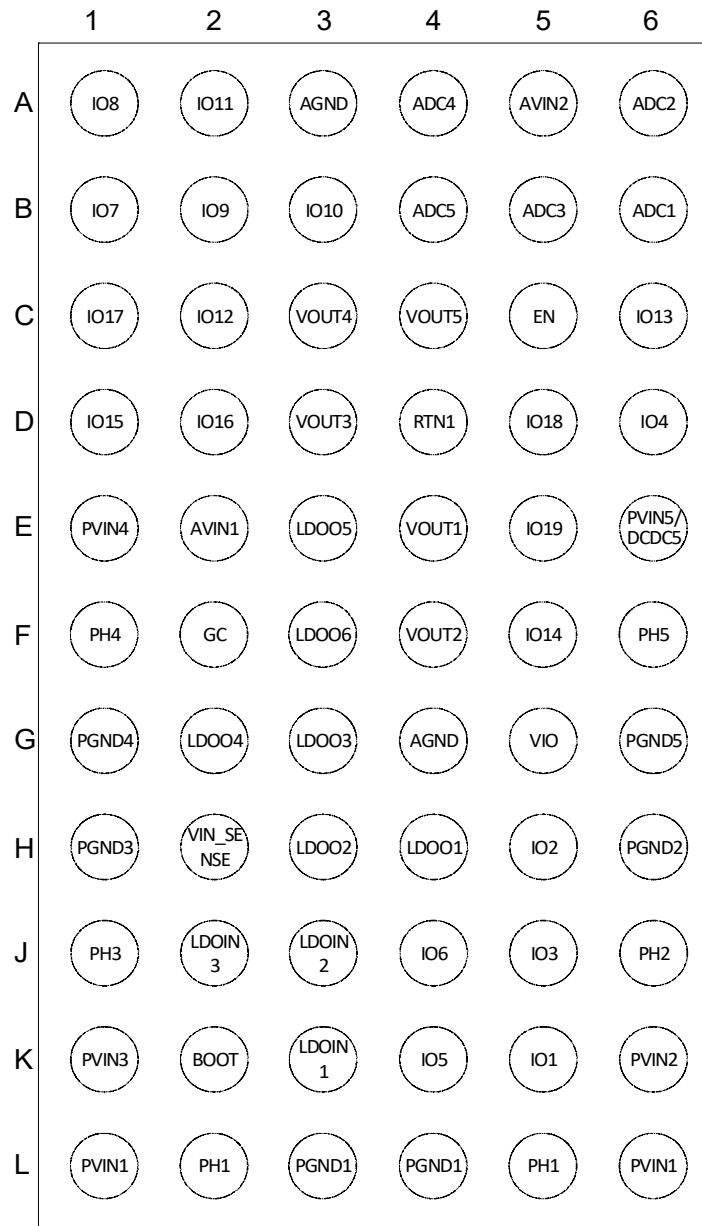 1 2 3 4 5 6
A IO8 IO11 AGND ADC4 AVIN2 ADC2
B IO7 IO9 IO10 ADC5 ADC3 ADC1
C IO17 IO12 VOUT4 VOUT5 EN IO13
D IO15 IO16 VOUT3 RTN1 IO18 IO4
E PVIN4 AVIN1 LDOO5 VOUT1 IO19 PVIN5/
DCDC5
F PH4 GC LDOO6 VOUT2 IO14 PH5
G PGND4 LDOO4 LDOO3 AGND VIO PGND5
H PGND3 VIN_SE
NSE LDOO2 LDOO1 IO2 PGND2
J PH3 LDOIN
3 LDOIN
2 IO6 IO3 PH2
K PVIN3 BOOT LDOIN
1 IO5 IO1 PVIN2
L PVIN1 PH1 PGND1 PGND1 PH1 PVIN1